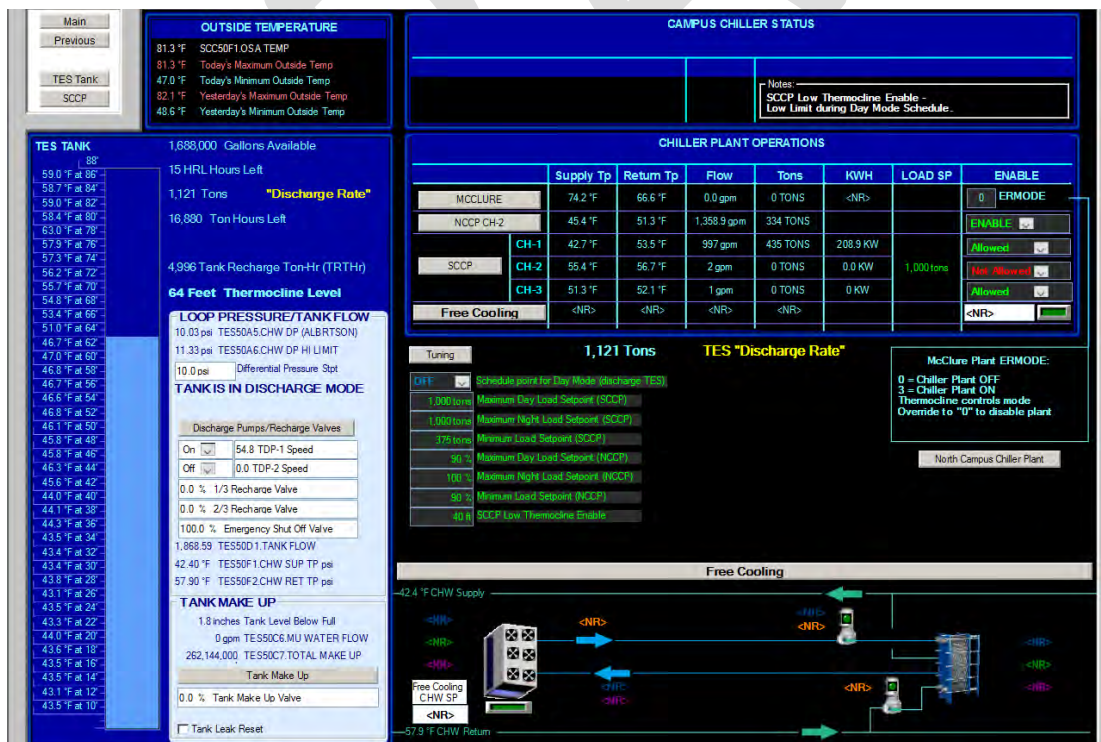 Main
Previous
TES Tank
SCCP
OUTSIDE TEMPERATURE
81.3 °F SCC50F1.OSA TEMP
81.3 °F Today's Maximum Outside Temp
47.0 °F Today's Minimum Outside Temp
82.1 °F Yesterday's Maximum Outside Temp
48.6 °F Yesterday's Minimum Outside Temp
CAMPUS CHILLER STATUS
Notes:
SCCP Low Thermocline Enable -
Low Limit during Day Mode Schedule.
TES TANK
88'
59.0 °F at 86'
58.7 °F at 84'
59.0 °F at 82'
58.4 °F at 80'
63.0 °F at 78'
57.9 °F at 76'
57.3 °F at 74'
56.2 °F at 72'
55.7 °F at 70'
54.8 °F at 68'
53.4 °F at 66'
51.0 °F at 64'
46.7 °F at 62'
47.0 °F at 60'
46.8 °F at 58'
46.7 °F at 56'
46.6 °F at 54'
46.8 °F at 52'
46.1 °F at 50'
45.8 °F at 48'
45.8 °F at 46'
46.3 °F at 44'
45.6 °F at 42'
44.0 °F at 40'
44.1 °F at 38'
44.3 °F at 36'
43.5 °F at 34'
43.4 °F at 32'
43.4 °F at 30'
43.8 °F at 28'
43.1 °F at 26'
43.5 °F at 24'
43.3 °F at 22'
44.0 °F at 20'
43.6 °F at 18'
43.5 °F at 16'
43.5 °F at 14'
43.1 °F at 12'
43.5 °F at 10'
1,688,000 Gallons Available
15 HRL Hours Left
1,121 Tons "Discharge Rate"
16,880 Ton Hours Left
4,996 Tank Recharge Ton-Hr (TRTHr)
64 Feet Thermocline Level
LOOP PRESSURE/TANK FLOW
10.03 psi TES50A5.CHW DP (ALBRTSON)
11.33 psi TES50A6.CHW DP HI LIMIT
10.0 psi Differential Pressure Stpt
TANK IS IN DISCHARGE MODE
Discharge Pumps/Recharge Valves
On 54.8 TDP-1 Speed
Off 0.0 TDP-2 Speed
0.0 % 1/3 Recharge Valve
0.0 % 2/3 Recharge Valve
100.0 % Emergency Shut Off Valve
1,868.59 TES50D1.TANK FLOW
42.40 °F TES50F1.CHW SUP TP psi
57.90 °F TES50F2.CHW RET TP psi
TANK MAKE UP
1.8 inches Tank Level Below Full
0 gpm TES50C6.MU WATER FLOW
262,144,000 TES50C7.TOTAL MAKE UP
Tank Make Up
0.0 % Tank Make Up Valve
Tank Leak Reset
CHILLER PLANT OPERATIONS
Supply Tp Return Tp Flow Tons KWH LOAD SP ENABLE
MCCLURE 74.2 °F 66.6 °F 0.0 gpm 0 TONS <NR> 0 ERMODE
NCCP CH-2 45.4 °F 51.3 °F 1,358.9 gpm 334 TONS ENABLE
CH-1 42.7 °F 53.5 °F 997 gpm 435 TONS 208.9 KW Allowed
SCCP CH-2 55.4 °F 56.7 °F 2 gpm 0 TONS 0.0 KW 1,000 tons Not Allowed
CH-3 51.3 °F 52.1 °F 1 gpm 0 TONS 0 KW Allowed
Free Cooling <NR> <NR> <NR> <NR> <NR>
Tuning 1,121 Tons TES "Discharge Rate"
OFF Schedule point for Day Mode (discharge TES)
1,000 tons Maximum Day Load Setpoint (SCCP)
1,000 tons Maximum Night Load Setpoint (SCCP)
375 tons Minimum Load Setpoint (SCCP)
90 % Maximum Day Load Setpoint (NCCP)
100 % Maximum Night Load Setpoint (NCCP)
90 % Minimum Load Setpoint (NCCP)
40 ft SCCP Low Thermocline Enable
McClure Plant ERMODE:
0 = Chiller Plant OFF
3 = Chiller Plant ON
Thermocline controls mode
Override to "0" to disable plant
North Campus Chiller Plant
Free Cooling
42.4 °F CHW Supply
<NR>
<NR>
<NR>
<NR>
<NR>
<NR>
<NR>
<NR>
Free Cooling
CHW SP
<NR>
57.9 °F CHW Return